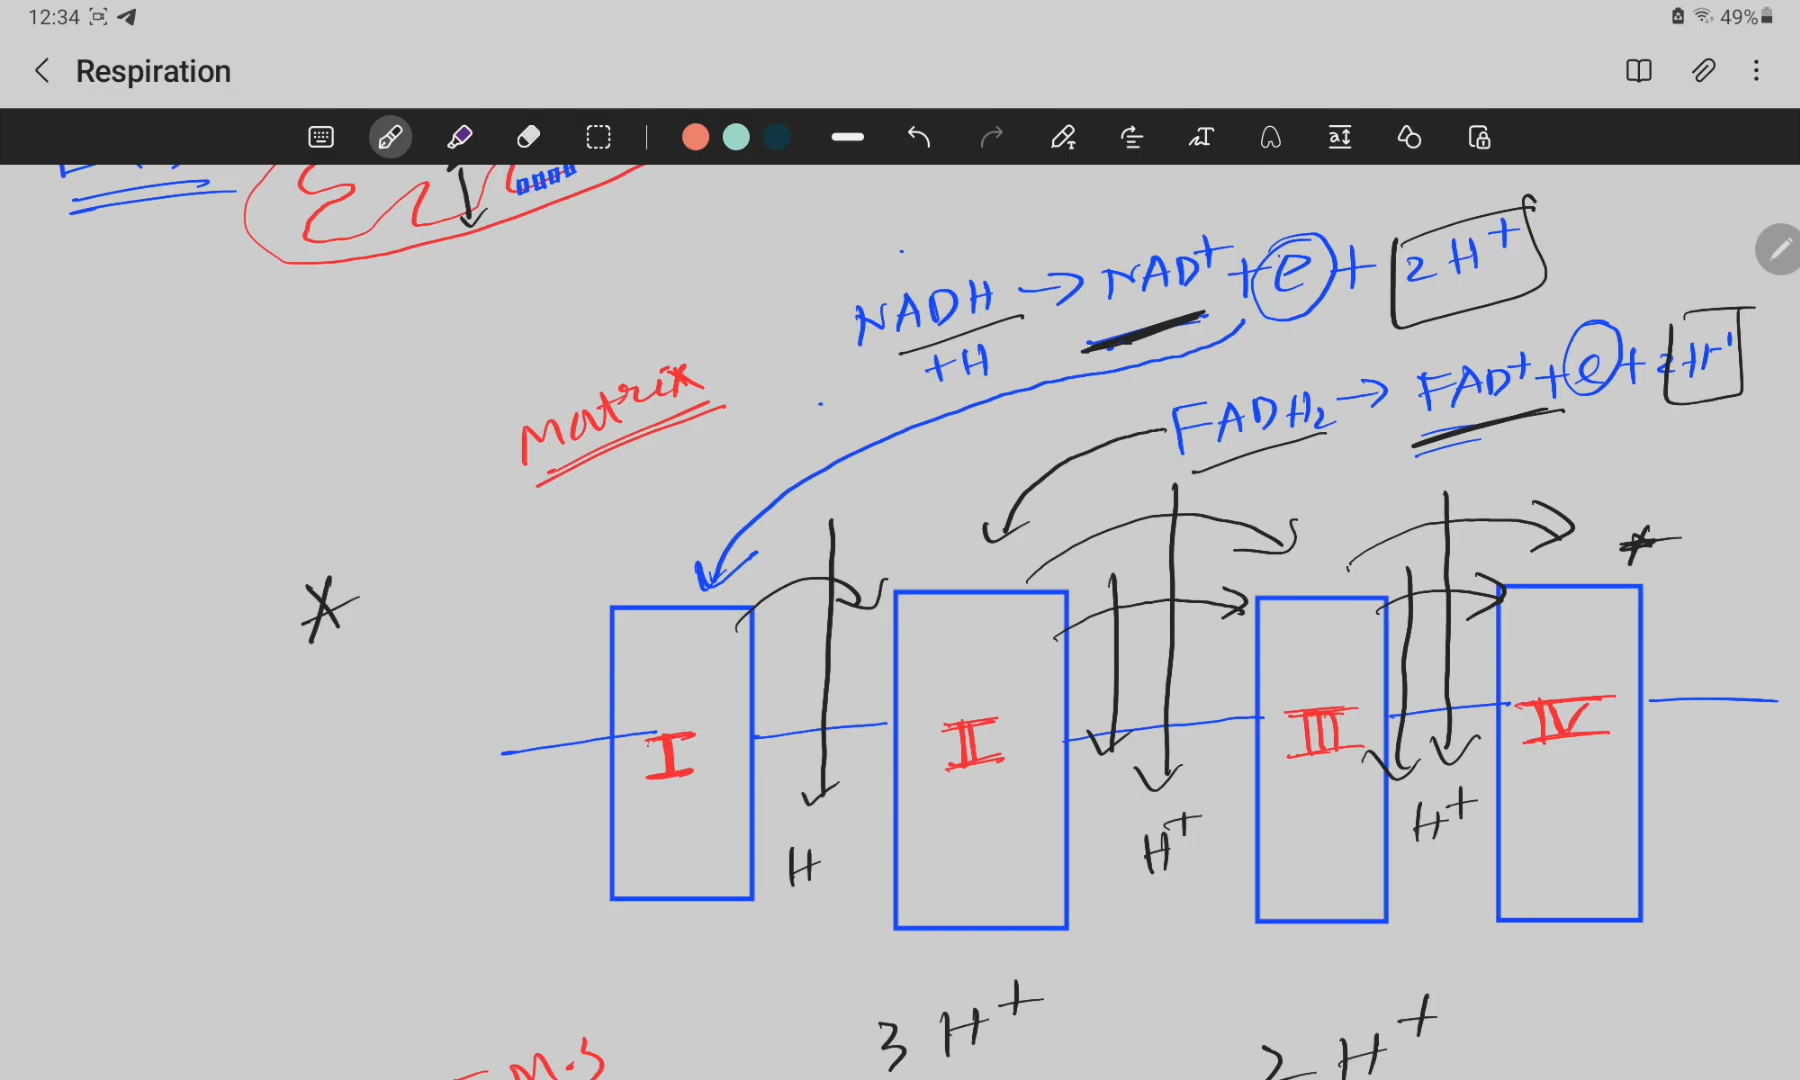 12:34 49%
Respiration
NADH → NAD+ + e + 2H+
+H
FADH2 → FAD+ + e + 2H+
Matrix
I II III IV
H H+ H+
3 H+ 2 H+
M.S